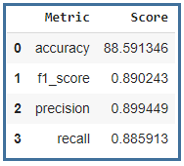 Metric Score
0 accuracy 88.591346
1 f1_score 0.890243
2 precision 0.899449
3 recall 0.885913